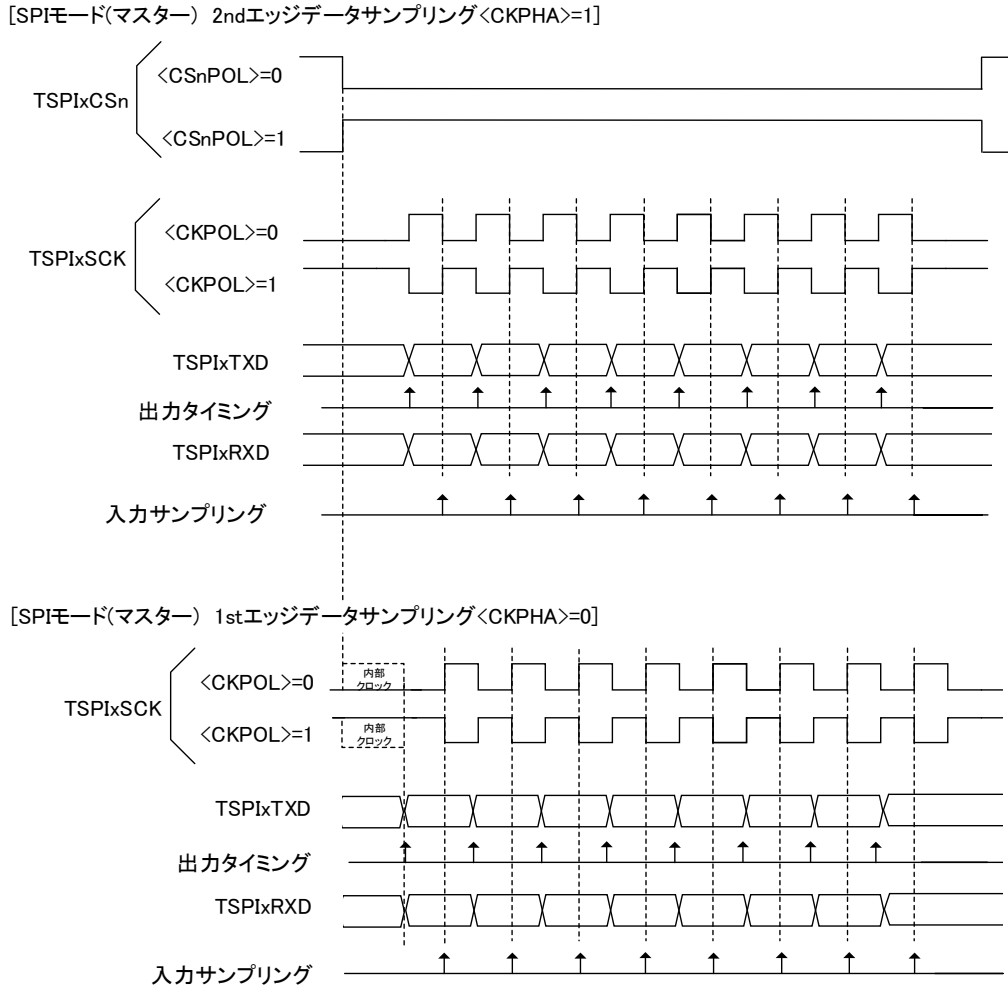 [SPIモード(マスター) 2ndエッジデータサンプリング<CKPHA>=1]
<CSnPOL>=0
TSPIxCSn
<CSnPOL>=1
<CKPOL>=0
TSPIxSCK
<CKPOL>=1
TSPIxTXD
出力タイミング
TSPIxRXD
入力サンプリング
[SPIモード(マスター) 1stエッジデータサンプリング<CKPHA>=0]
内部
クロック
<CKPOL>=0
TSPIxSCK
<CKPOL>=1
内部
クロック
TSPIxTXD
出力タイミング
TSPIxRXD
入力サンプリング